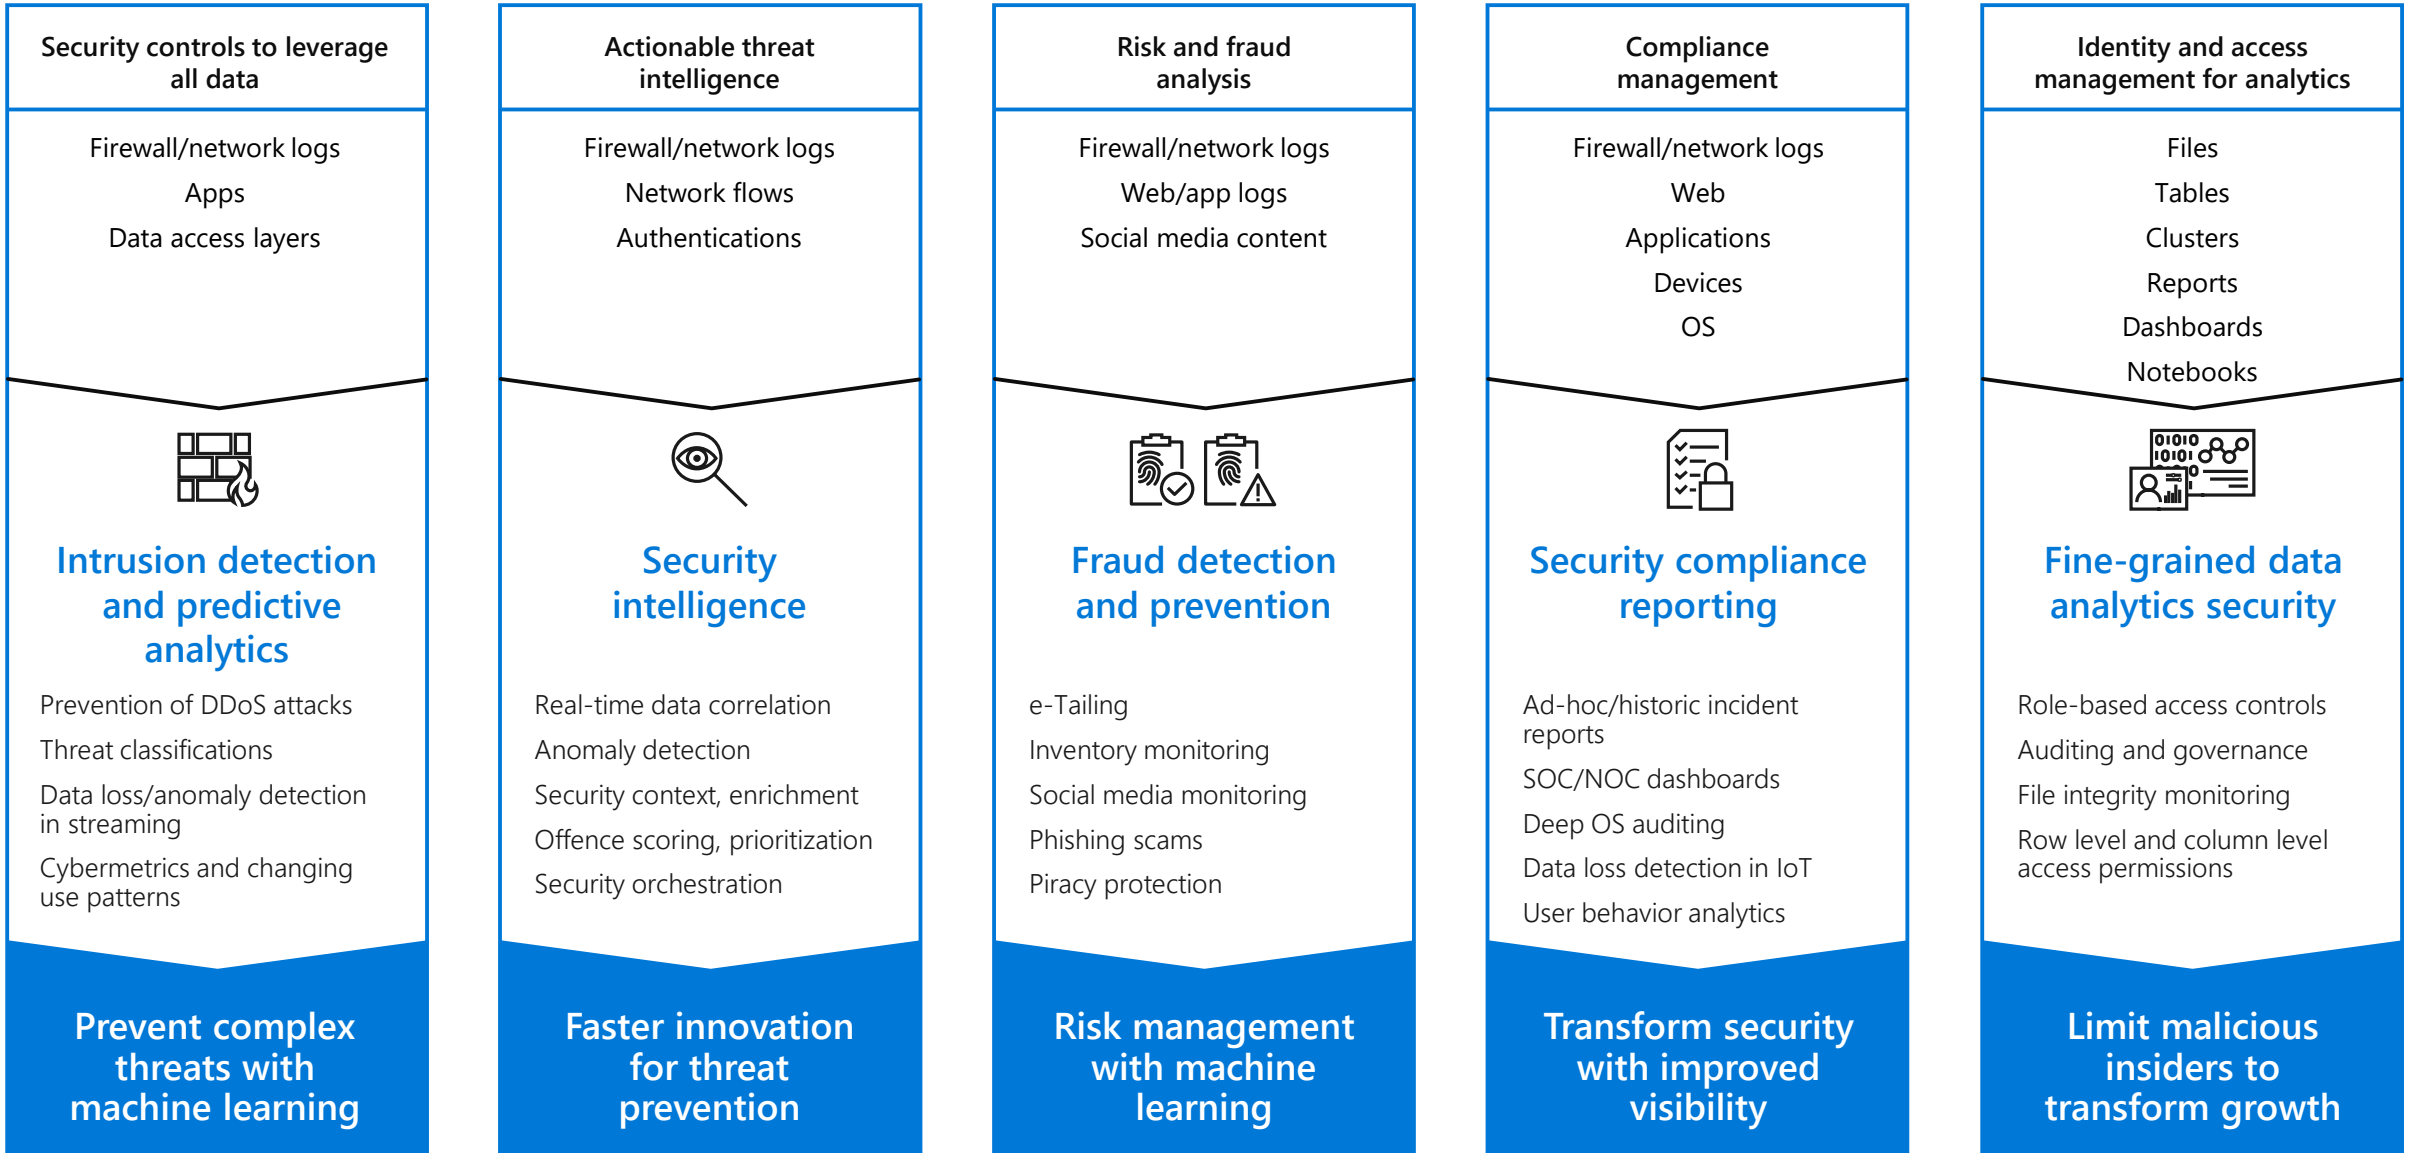 Security controls to leverage
all data
Firewall/network logs
Apps
Data access layers
Intrusion detection
and predictive
analytics
Prevention of DDoS attacks
Threat classifications
Data loss/anomaly detection
in streaming
Cybermetrics and changing
use patterns
Prevent complex
threats with
machine learning
Actionable threat
intelligence
Firewall/network logs
Network flows
Authentications
Security
intelligence
Real-time data correlation
Anomaly detection
Security context, enrichment
Offence scoring, prioritization
Security orchestration
Faster innovation
for threat
prevention
Risk and fraud
analysis
Firewall/network logs
Web/app logs
Social media content
Fraud detection
and prevention
e-Tailing
Inventory monitoring
Social media monitoring
Phishing scams
Piracy protection
Risk management
with machine
learning
Compliance
management
Firewall/network logs
Web
Applications
Devices
OS
Security compliance
reporting
Ad-hoc/historic incident
reports
SOC/NOC dashboards
Deep OS auditing
Data loss detection in IoT
User behavior analytics
Transform security
with improved
visibility
Identity and access
management for analytics
Files
Tables
Clusters
Reports
Dashboards
Notebooks
01010
10101
Fine-grained data
analytics security
Role-based access controls
Auditing and governance
File integrity monitoring
Row level and column level
access permissions
Limit malicious
insiders to
transform growth